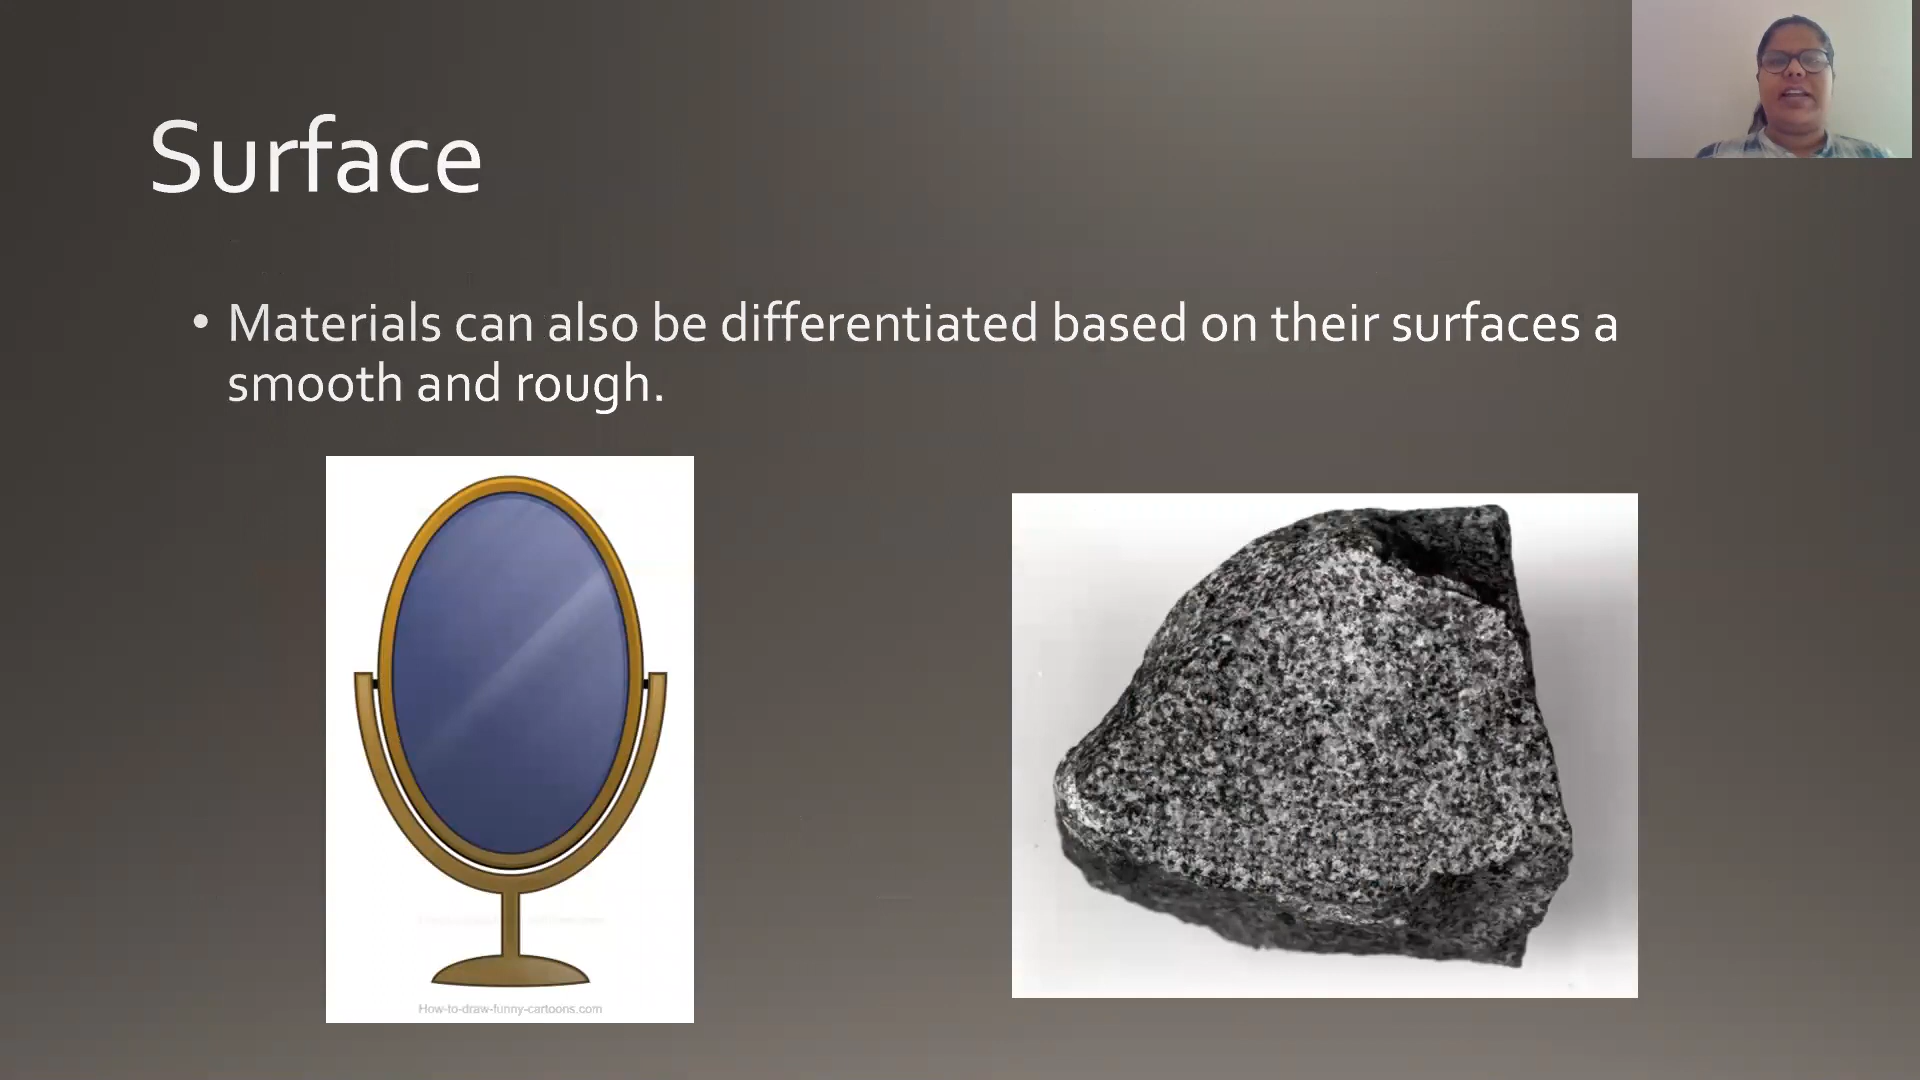 Surface
• Materials can also be differentiated based on their surfaces a
smooth and rough.
How-to-draw-funny-cartoons.com